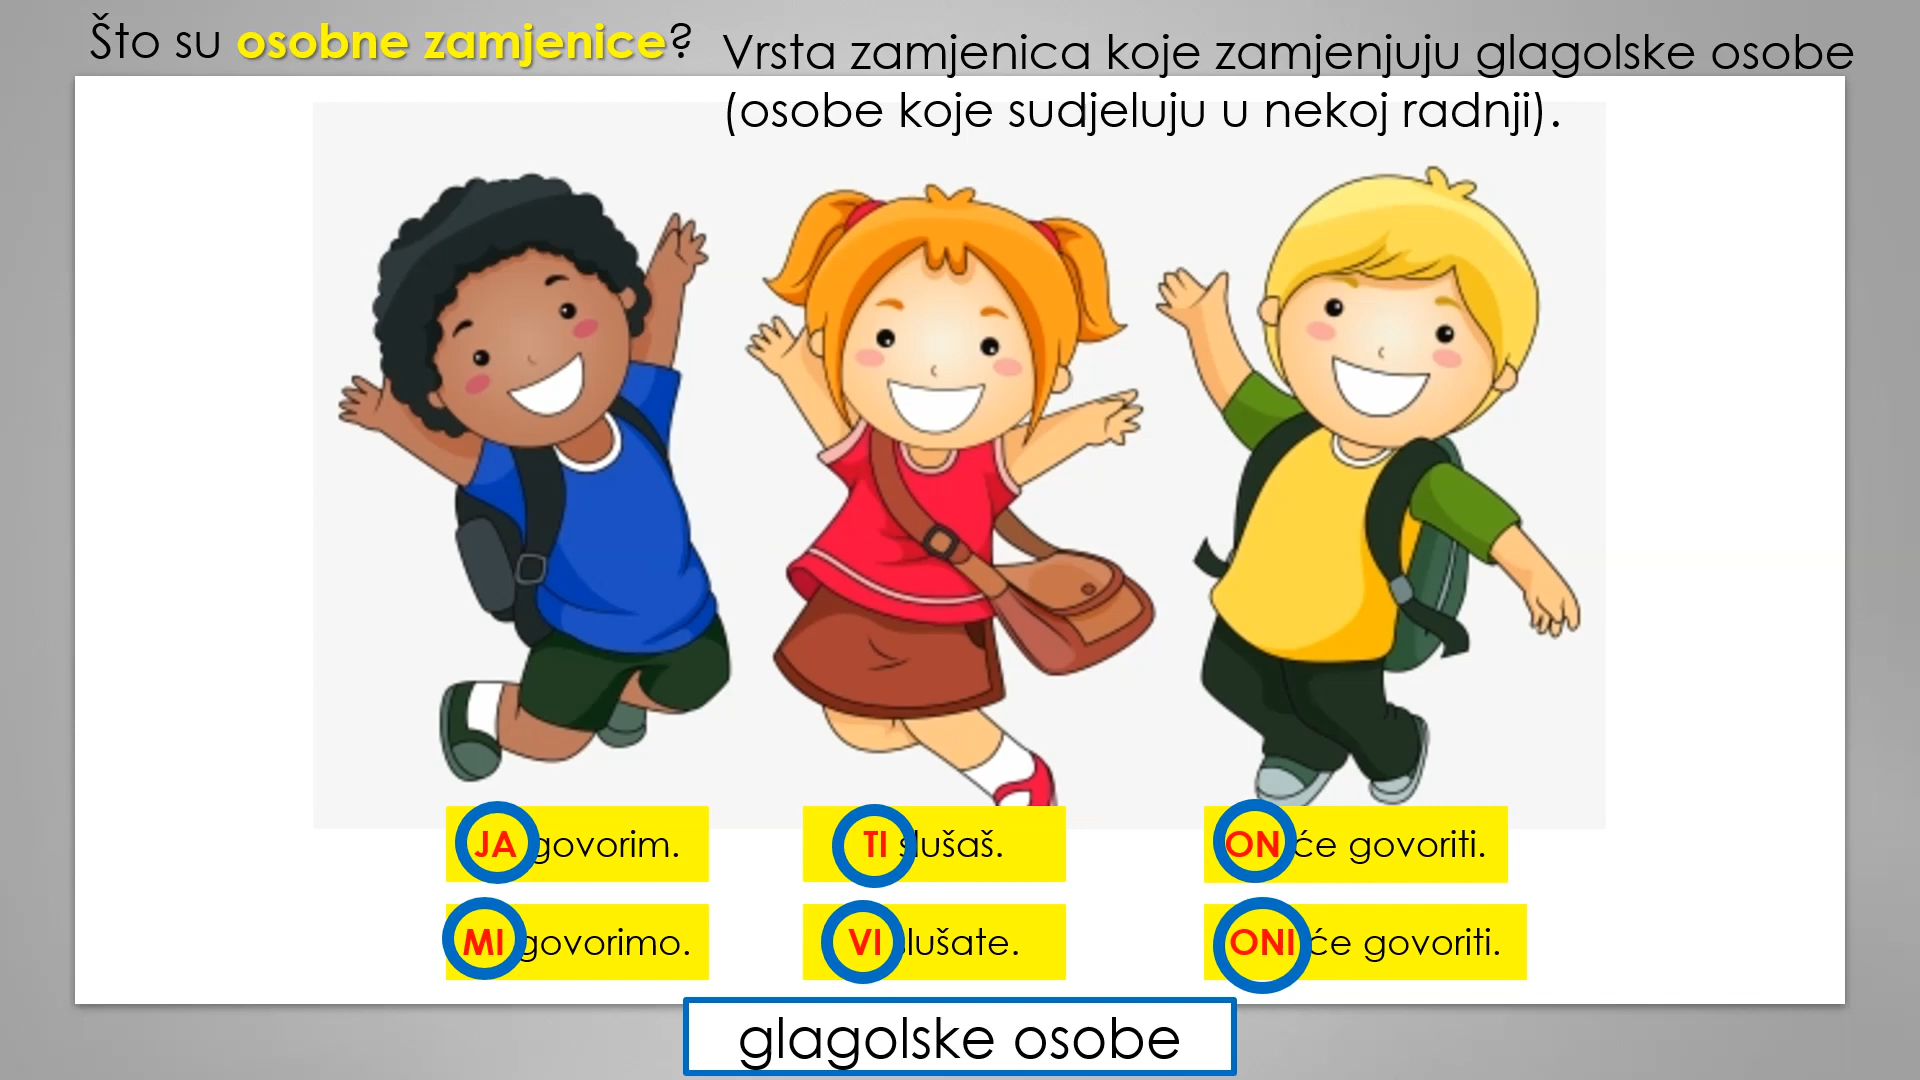 Što su osobne zamjenice?
Vrsta zamjenica koje zamjenjuju glagolske osobe
(osobe koje sudjeluju u nekoj radnji).
JA govorim.
TI slušaš.
ON će govoriti.
MI govorimo.
VI slušate.
ONI će govoriti.
glagolske osobe